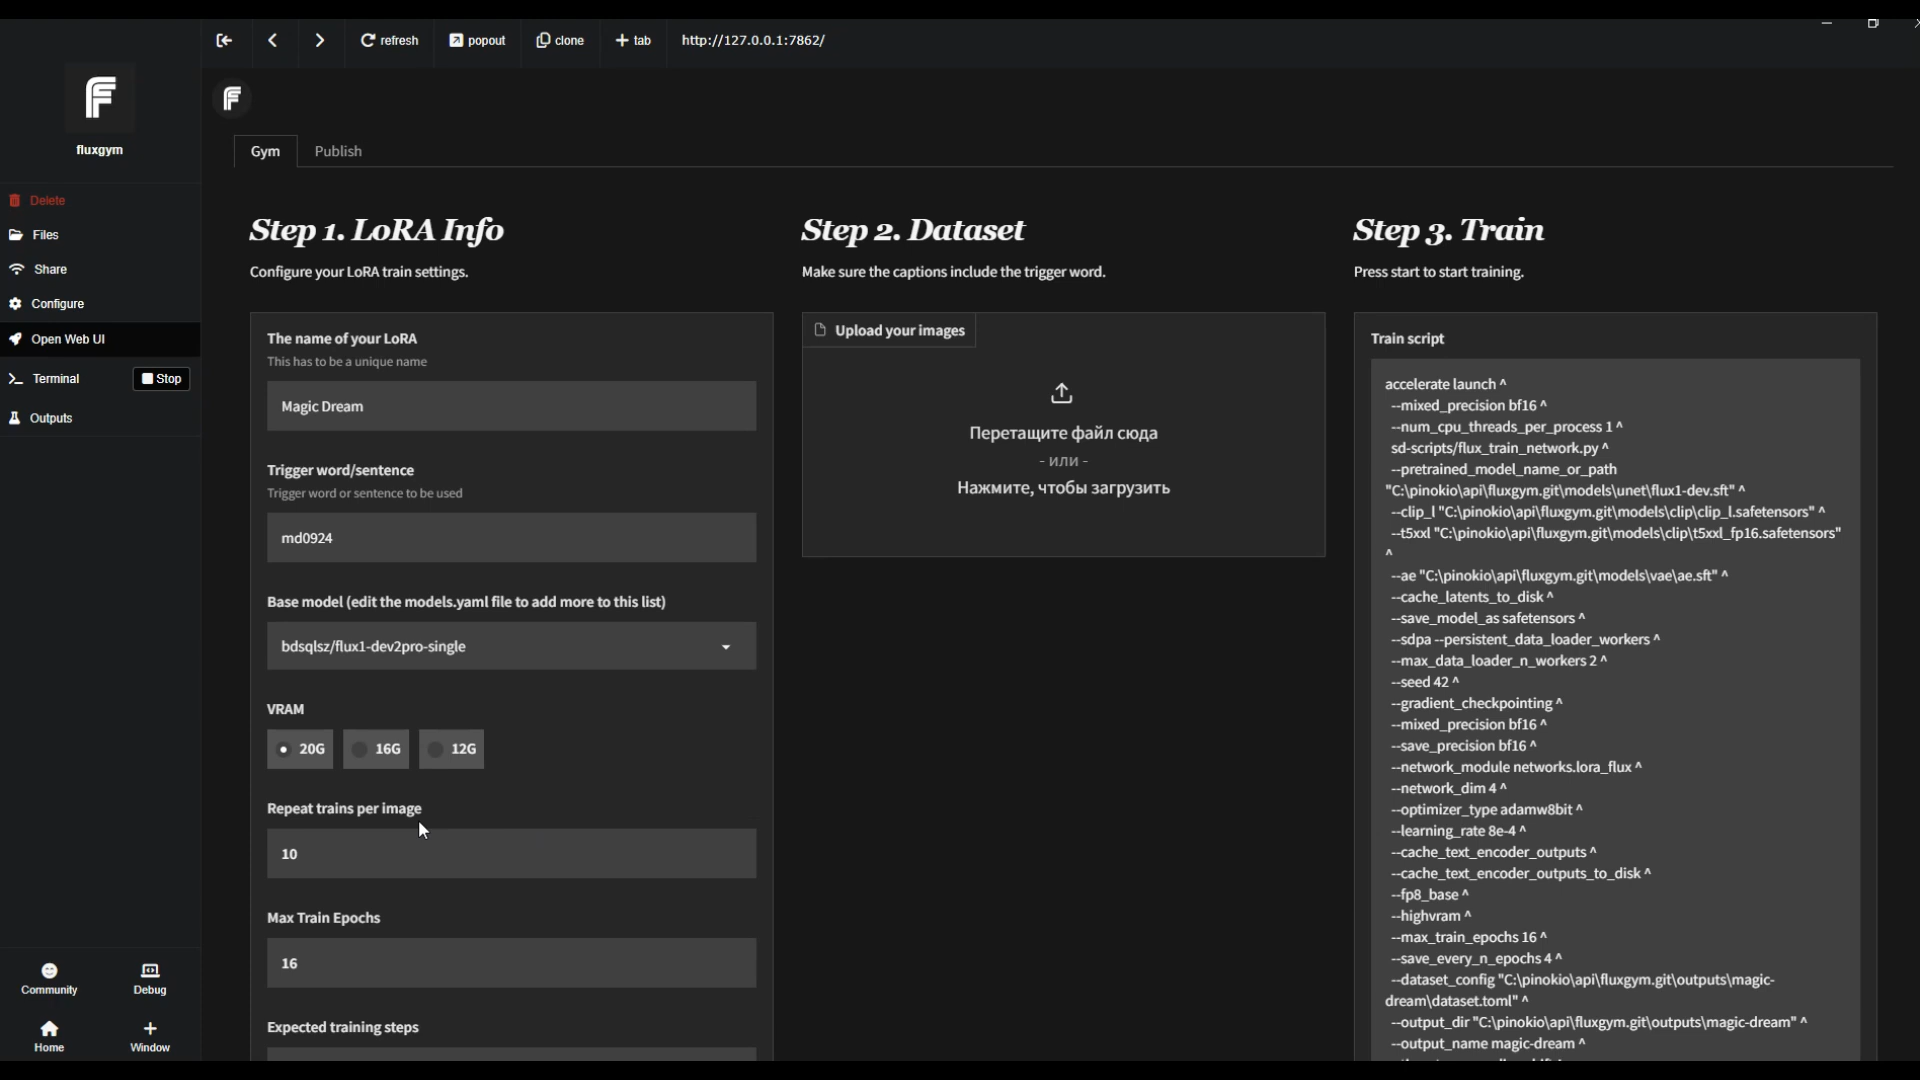 refresh
popout
clone
tab
http://127.0.0.1:7862/
fluxgym
Delete
Files
Share
Configure
Open Web UI
Terminal
Stop
Outputs
Community
Debug
Home
Window
Gym
Publish
Step 1. LoRA Info
Configure your LoRA train settings.
The name of your LoRA
This has to be a unique name
Magic Dream
Trigger word/sentence
Trigger word or sentence to be used
md0924
Base model (edit the models.yaml file to add more to this list)
bdsqlsz/flux1-dev2pro-single
VRAM
20G
16G
12G
Repeat trains per image
10
Max Train Epochs
16
Expected training steps
Step 2. Dataset
Make sure the captions include the trigger word.
Upload your images
Перетащите файл сюда
- или -
Нажмите, чтобы загрузить
Step 3. Train
Press start to start training.
Train script
accelerate launch ^
--mixed_precision bf16 ^
--num_cpu_threads_per_process 1 ^
sd-scripts/flux_train_network.py ^
--pretrained_model_name_or_path
"C:\pinokio\api\fluxgym.git\models\unet\flux1-dev.sft" ^
--clip_l "C:\pinokio\api\fluxgym.git\models\clip\clip_l.safetensors" ^
--t5xxl "C:\pinokio\api\fluxgym.git\models\clip\t5xxl_fp16.safetensors"
^
--ae "C:\pinokio\api\fluxgym.git\models\vae\ae.sft" ^
--cache_latents_to_disk ^
--save_model_as safetensors ^
--sdpa --persistent_data_loader_workers ^
--max_data_loader_n_workers 2 ^
--seed 42 ^
--gradient_checkpointing ^
--mixed_precision bf16 ^
--save_precision bf16 ^
--network_module networks.lora_flux ^
--network_dim 4 ^
--optimizer_type adamw8bit ^
--learning_rate 8e-4 ^
--cache_text_encoder_outputs ^
--cache_text_encoder_outputs_to_disk ^
--fp8_base ^
--highvram ^
--max_train_epochs 16 ^
--save_every_n_epochs 4 ^
--dataset_config "C:\pinokio\api\fluxgym.git\outputs\magic-
dream\dataset.toml" ^
--output_dir "C:\pinokio\api\fluxgym.git\outputs\magic-dream" ^
--output_name magic-dream ^